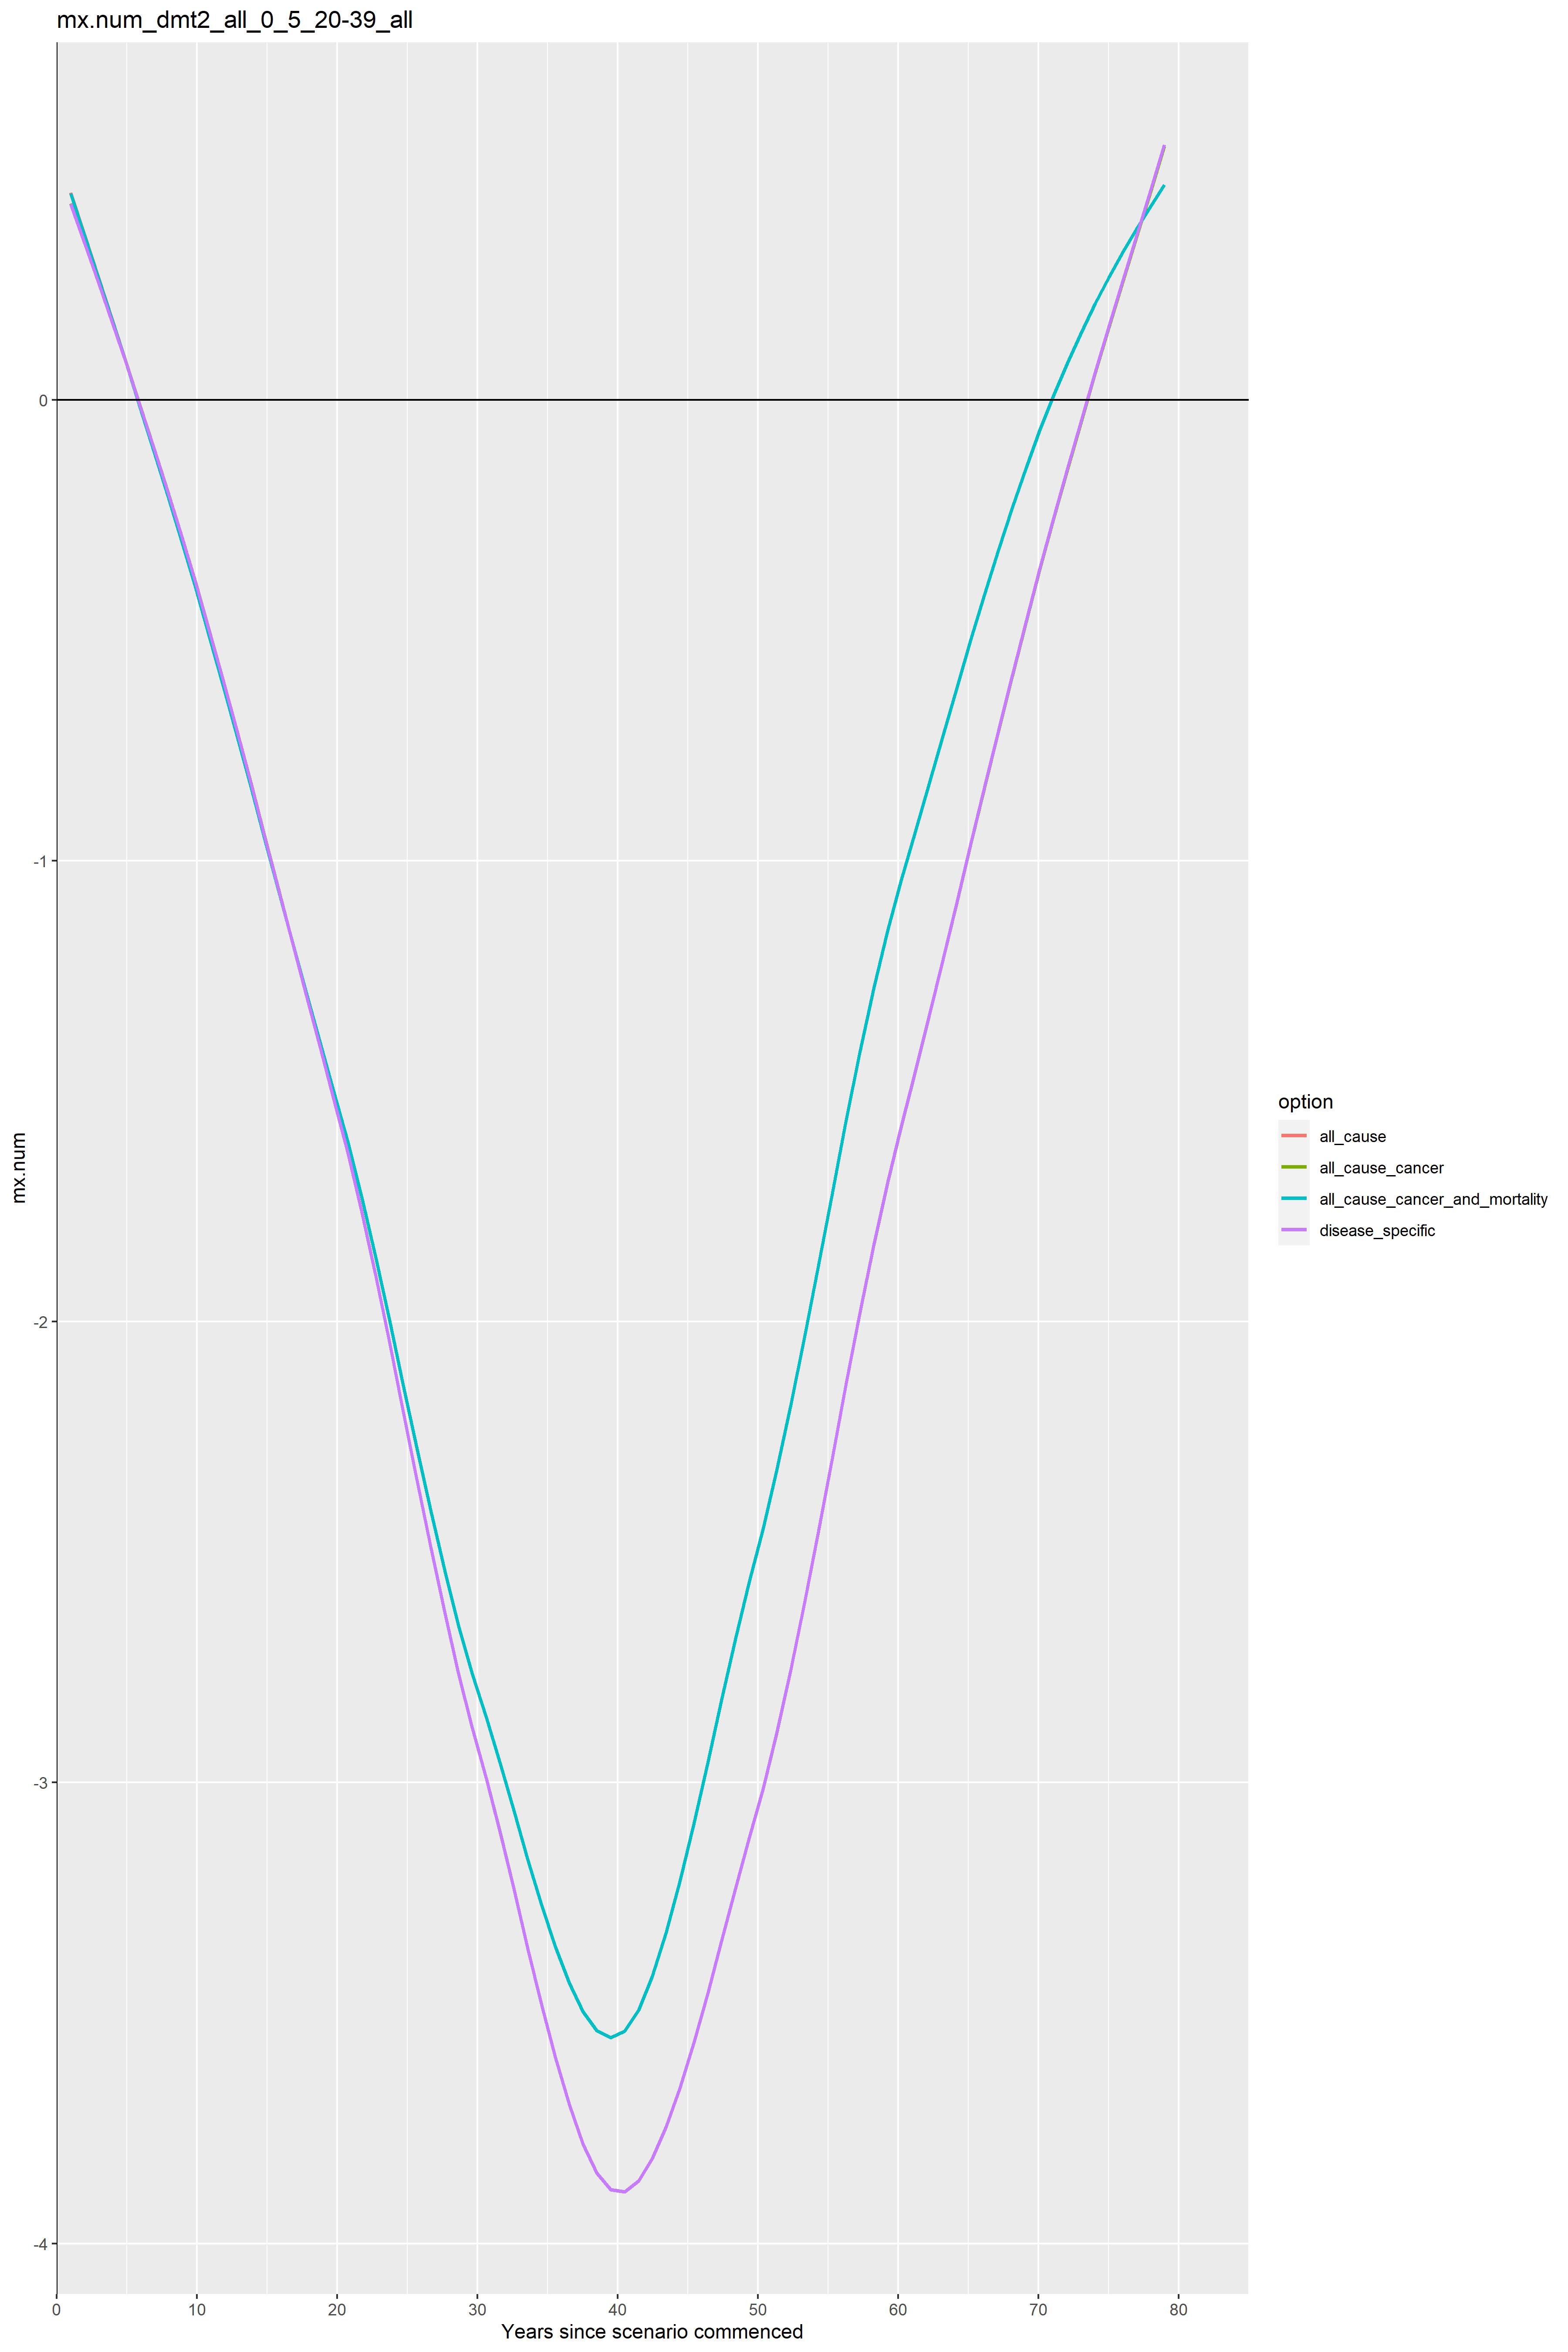 mx.num_dmt2_all_0_5_20-39_all
0
-1
-2
-3
-4
mx.num
0 10 20 30 40 50 60 70 80
Years since scenario commenced
option
all_cause
all_cause_cancer
all_cause_cancer_and_mortality
disease_specific